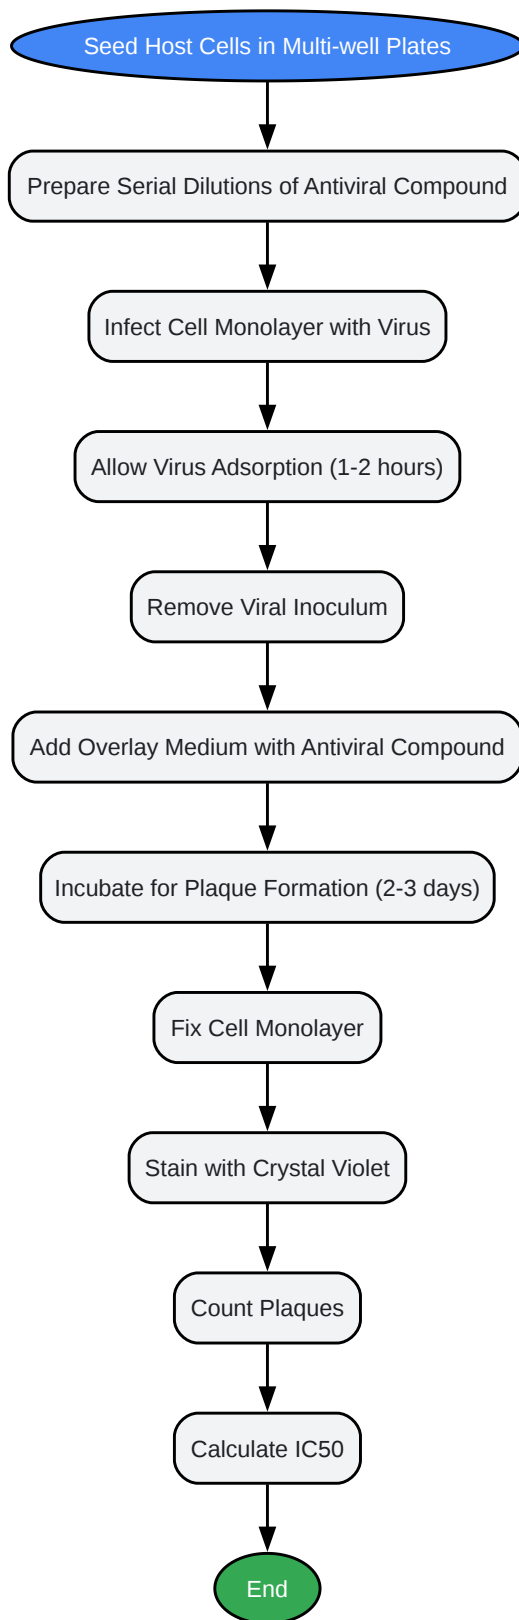 Seed Host Cells in Multi-well Plates
Prepare Serial Dilutions of Antiviral Compound
Infect Cell Monolayer with Virus
Allow Virus Adsorption (1-2 hours)
Remove Viral Inoculum
Add Overlay Medium with Antiviral Compound
Incubate for Plaque Formation (2-3 days)
Fix Cell Monolayer
Stain with Crystal Violet
Count Plaques
Calculate IC50
End